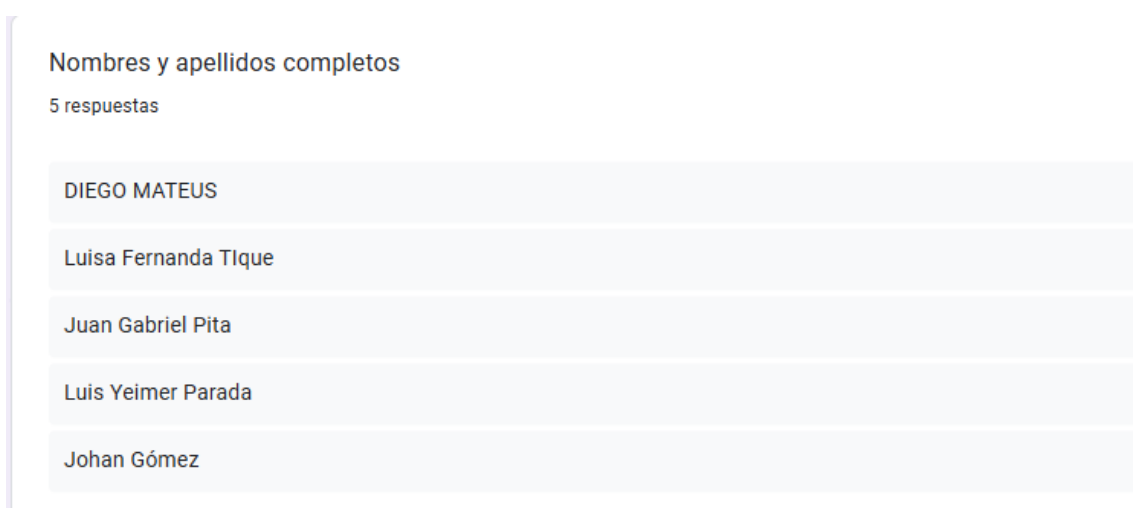 Nombres y apellidos completos
5 respuestas
DIEGO MATEUS
Luisa Fernanda TIque
Juan Gabriel Pita
Luis Yeimer Parada
Johan Gómez